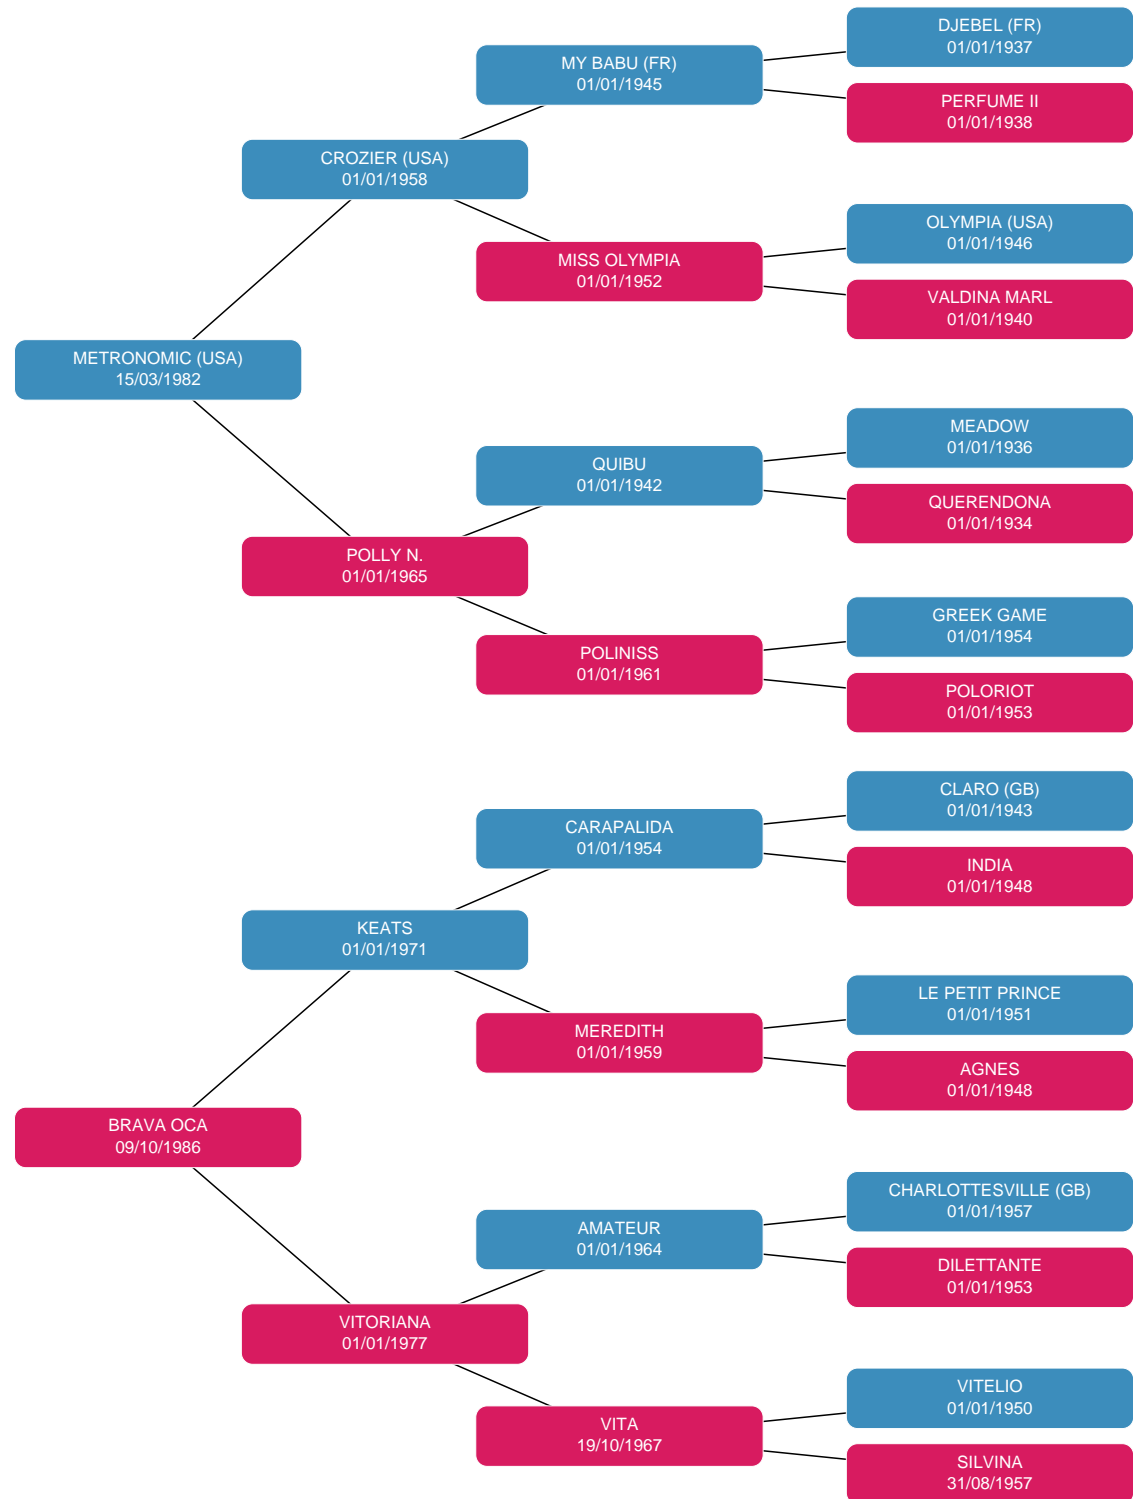 DJEBEL (FR)
01/01/1937
MY BABU (FR)
01/01/1945
PERFUME II
01/01/1938
CROZIER (USA)
01/01/1958
OLYMPIA (USA)
01/01/1946
MISS OLYMPIA
01/01/1952
VALDINA MARL
01/01/1940
METRONOMIC (USA)
15/03/1982
MEADOW
01/01/1936
QUIBU
01/01/1942
QUERENDONA
01/01/1934
POLLY N.
01/01/1965
GREEK GAME
01/01/1954
POLINISS
01/01/1961
POLORIOT
01/01/1953
CLARO (GB)
01/01/1943
CARAPALIDA
01/01/1954
INDIA
01/01/1948
KEATS
01/01/1971
LE PETIT PRINCE
01/01/1951
MEREDITH
01/01/1959
AGNES
01/01/1948
BRAVA OCA
09/10/1986
CHARLOTTESVILLE (GB)
01/01/1957
AMATEUR
01/01/1964
DILETTANTE
01/01/1953
VITORIANA
01/01/1977
VITELIO
01/01/1950
VITA
19/10/1967
SILVINA
31/08/1957